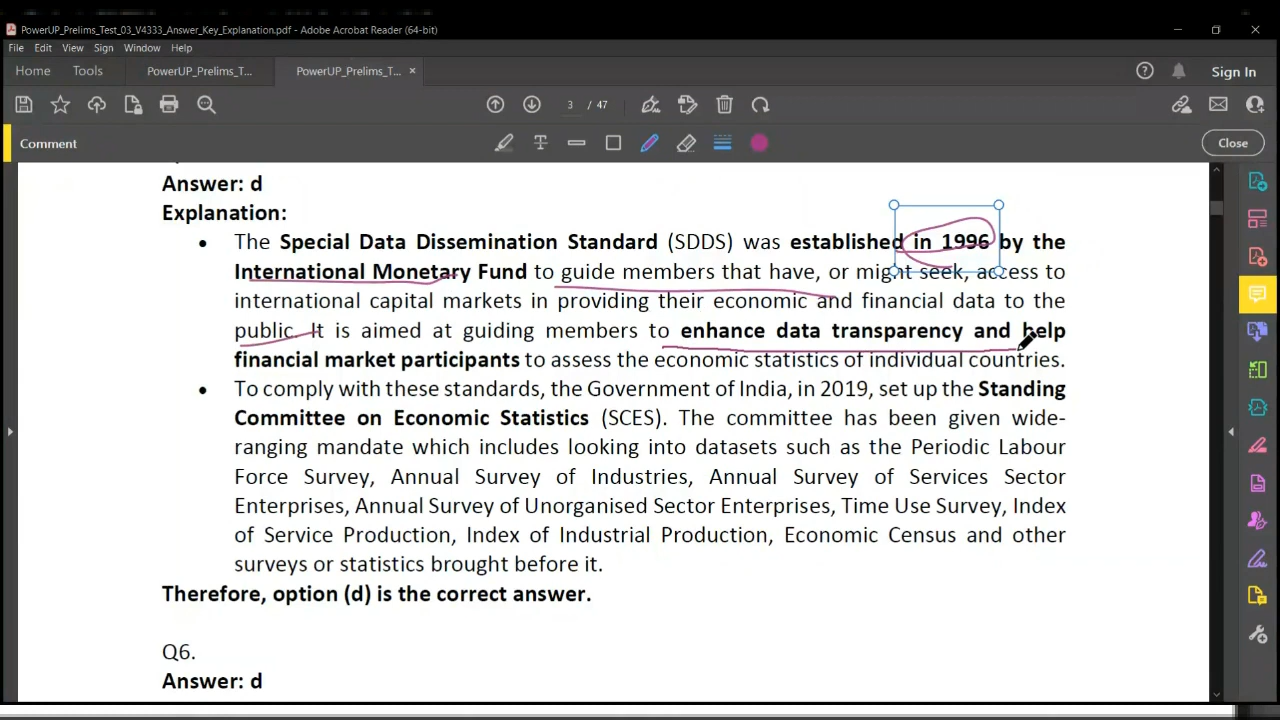 PowerUP_Prelims_Test_03_V4333_Answer_Key_Explanation.pdf - Adobe Acrobat Reader (64-bit)
File Edit View Sign Window Help
Home Tools PowerUP_Prelims_T... PowerUP_Prelims_T... × Sign In
3 / 47
Comment Close
Answer: d
Explanation:
• The Special Data Dissemination Standard (SDDS) was established in 1996 by the
International Monetary Fund to guide members that have, or might seek, access to
international capital markets in providing their economic and financial data to the
public. It is aimed at guiding members to enhance data transparency and help
financial market participants to assess the economic statistics of individual countries.
• To comply with these standards, the Government of India, in 2019, set up the Standing
Committee on Economic Statistics (SCES). The committee has been given wide-
ranging mandate which includes looking into datasets such as the Periodic Labour
Force Survey, Annual Survey of Industries, Annual Survey of Services Sector
Enterprises, Annual Survey of Unorganised Sector Enterprises, Time Use Survey, Index
of Service Production, Index of Industrial Production, Economic Census and other
surveys or statistics brought before it.
Therefore, option (d) is the correct answer.
Q6.
Answer: d